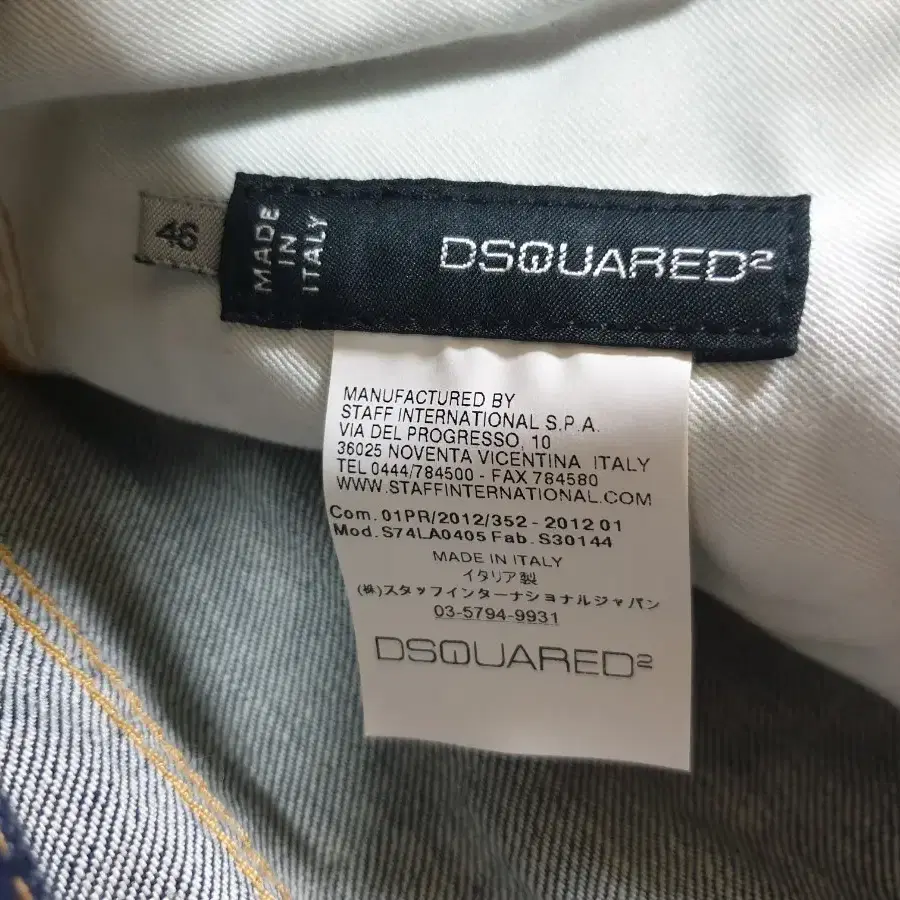 46
MADE
IN
ITALY
DSQUARED²
MANUFACTURED BY
STAFF INTERNATIONAL S.P.A.
VIA DEL PROGRESSO, 10
36025 NOVENTA VICENTINA ITALY
TEL 0444/784500 - FAX 784580
WWW.STAFFINTERNATIONAL.COM
Com. 01PR/2012/352 - 2012 01
Mod. S74LA0405 Fab. S30144
MADE IN ITALY
イタリア製
(株)スタッフインターナショナルジャパン
03-5794-9931
DSQUARED²